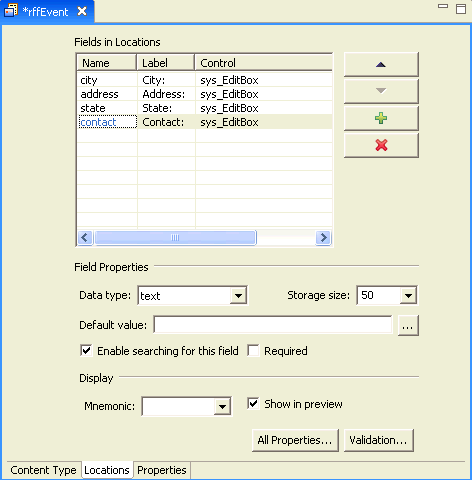 *rffEvent
Fields in Locations
Name Label Control
city City: sys_EditBox
address Address: sys_EditBox
state State: sys_EditBox
contact Contact: sys_EditBox
Field Properties
Data type: text Storage size: 50
Default value: ...
Enable searching for this field Required
Display
Mnemonic: Show in preview
All Properties... Validation...
Content Type Locations Properties